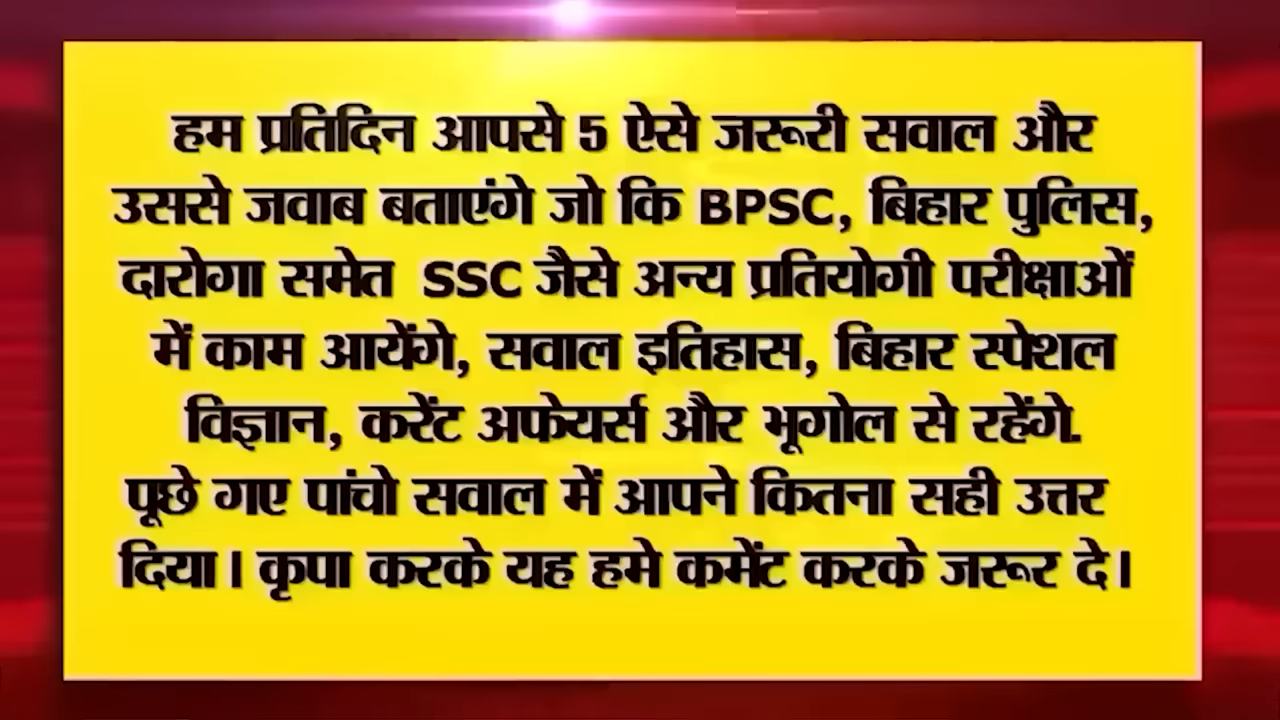 हम प्रतिदिन आपसे 5 ऐसे जरूरी सवाल और
उससे जवाब बताएंगे जो कि BPSC, बिहार पुलिस,
दारोगा समेत SSC जैसे अन्य प्रतियोगी परीक्षाओं
में काम आयेंगे, सवाल इतिहास, बिहार स्पेशल
विज्ञान, करेंट अफेयर्स और भूगोल से रहेंगे.
पूछे गए पांचो सवाल में आपने कितना सही उत्तर
दिया। कृपा करके यह हमे कमेंट करके जरूर दे।